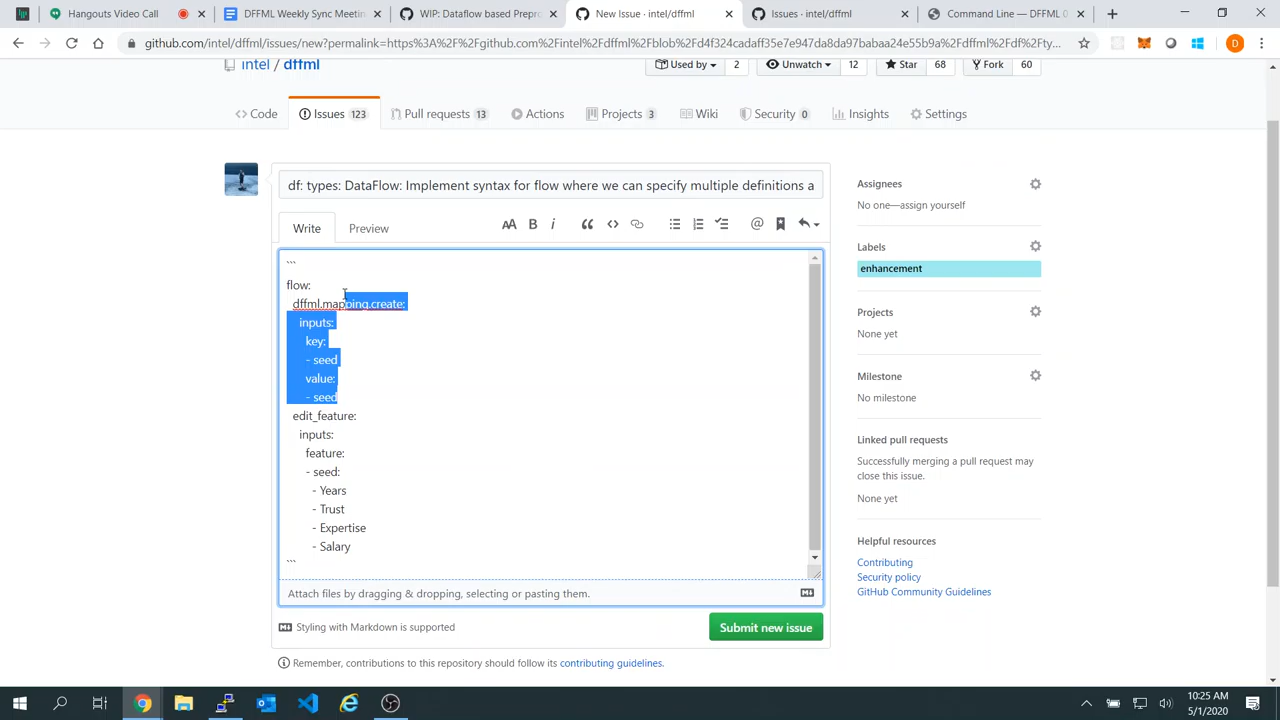 Hangouts Video Call
DFFML Weekly Sync Meetin
WIP: Dataflow based Prepro
New Issue · intel/dffml
Issues · intel/dffml
Command Line — DFFML 0
github.com/intel/dffml/issues/new?permalink=https%3A%2F%2Fgithub.com%2Fintel%2Fdffml%2Fblob%2Fd4f324cadaff35e7e947da8da97babaa24e55b9a%2Fdffml%2Fdf%2Fty...
D
intel / dffml
Used by 2
Unwatch 12
Star 68
Fork 60
Code
Issues 123
Pull requests 13
Actions
Projects 3
Wiki
Security 0
Insights
Settings
df: types: DataFlow: Implement syntax for flow where we can specify multiple definitions a
Write
Preview
AA B i
```
flow:
dffml.mapping.create:
inputs:
key:
- seed
value:
- seed
edit_feature:
inputs:
feature:
- seed:
- Years
- Trust
- Expertise
- Salary
```
Attach files by dragging & dropping, selecting or pasting them.
Styling with Markdown is supported
Submit new issue
Remember, contributions to this repository should follow its contributing guidelines.
Assignees
No one—assign yourself
Labels
enhancement
Projects
None yet
Milestone
No milestone
Linked pull requests
Successfully merging a pull request may
close this issue.
None yet
Helpful resources
Contributing
Security policy
GitHub Community Guidelines
10:25 AM
5/1/2020